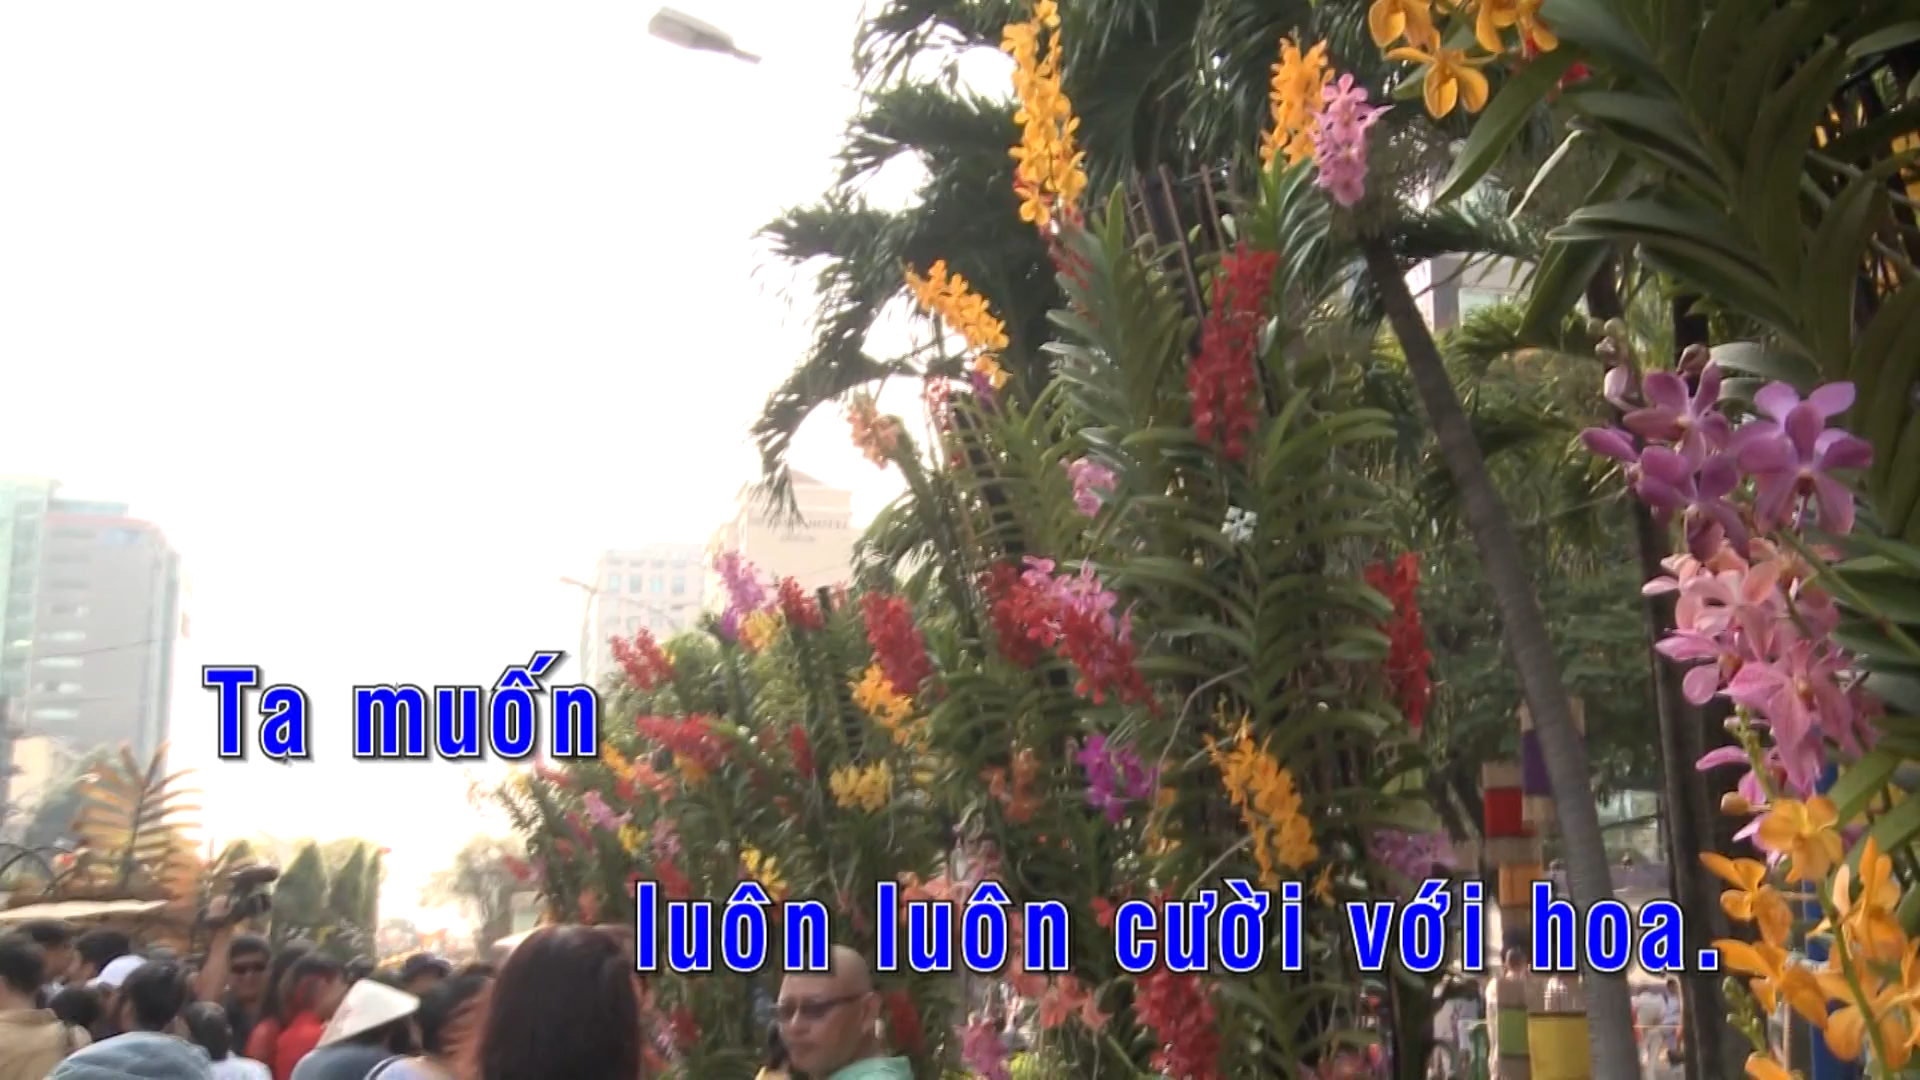 Ta muốn
luôn luôn cười với hoa.